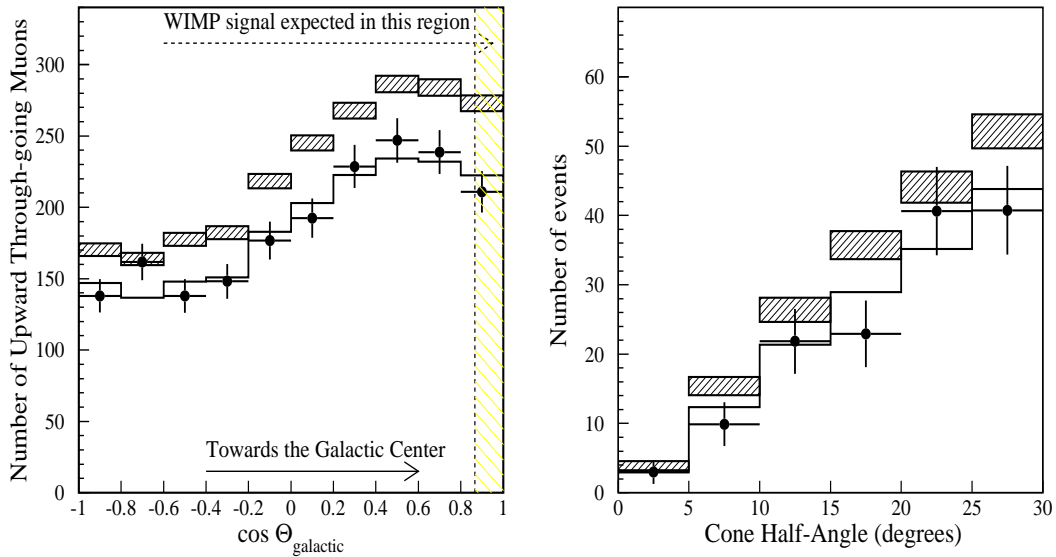 WIMP signal expected in this region
Number of Upward Through-going Muons
300
250
200
150
100
50
0
Towards the Galactic Center
-1 -0.8 -0.6 -0.4 -0.2 0 0.2 0.4 0.6 0.8 1
cos Θgalactic
Number of events
60
50
40
30
20
10
0
0 5 10 15 20 25 30
Cone Half-Angle (degrees)